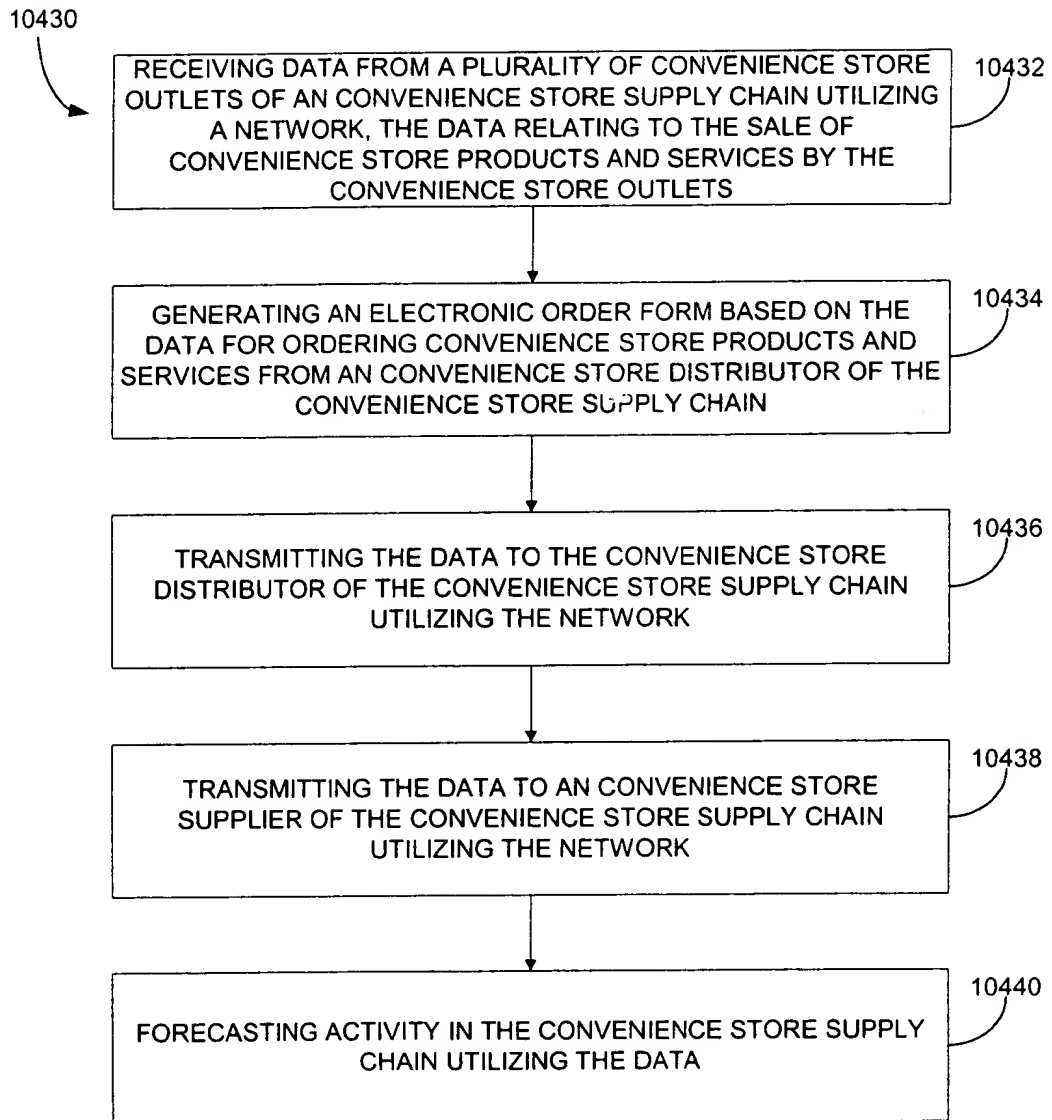 10430
RECEIVING DATA FROM A PLURALITY OF CONVENIENCE STORE
OUTLETS OF AN CONVENIENCE STORE SUPPLY CHAIN UTILIZING
A NETWORK, THE DATA RELATING TO THE SALE OF
CONVENIENCE STORE PRODUCTS AND SERVICES BY THE
CONVENIENCE STORE OUTLETS
10432
GENERATING AN ELECTRONIC ORDER FORM BASED ON THE
DATA FOR ORDERING CONVENIENCE STORE PRODUCTS AND
SERVICES FROM AN CONVENIENCE STORE DISTRIBUTOR OF THE
CONVENIENCE STORE SUPPLY CHAIN
10434
TRANSMITTING THE DATA TO THE CONVENIENCE STORE
DISTRIBUTOR OF THE CONVENIENCE STORE SUPPLY CHAIN
UTILIZING THE NETWORK
10436
TRANSMITTING THE DATA TO AN CONVENIENCE STORE
SUPPLIER OF THE CONVENIENCE STORE SUPPLY CHAIN
UTILIZING THE NETWORK
10438
FORECASTING ACTIVITY IN THE CONVENIENCE STORE SUPPLY
CHAIN UTILIZING THE DATA
10440